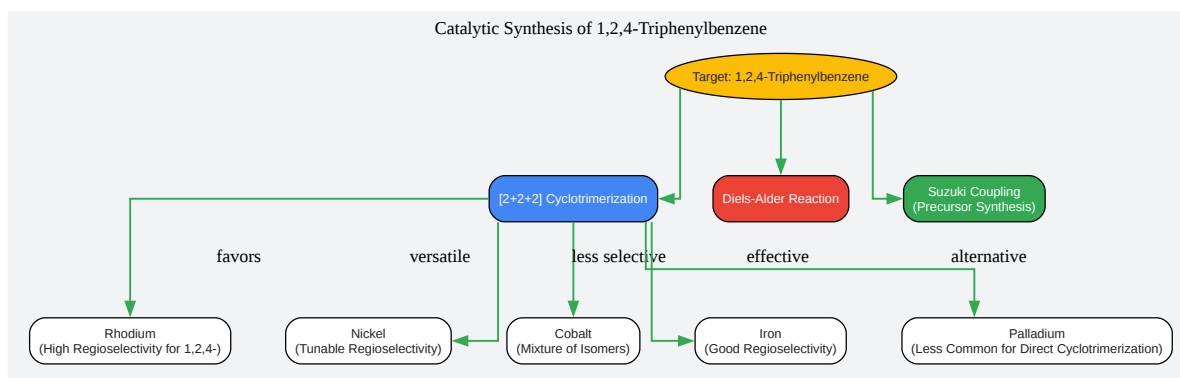 Catalytic Synthesis of 1,2,4-Triphenylbenzene
Target: 1,2,4-Triphenylbenzene
[2+2+2] Cyclotrimerization
Diels-Alder Reaction
Suzuki Coupling
(Precursor Synthesis)
favors
versatile
less selective
effective
alternative
Rhodium
(High Regioselectivity for 1,2,4-)
Nickel
(Tunable Regioselectivity)
Cobalt
(Mixture of Isomers)
Iron
(Good Regioselectivity)
Palladium
(Less Common for Direct Cyclotrimerization)